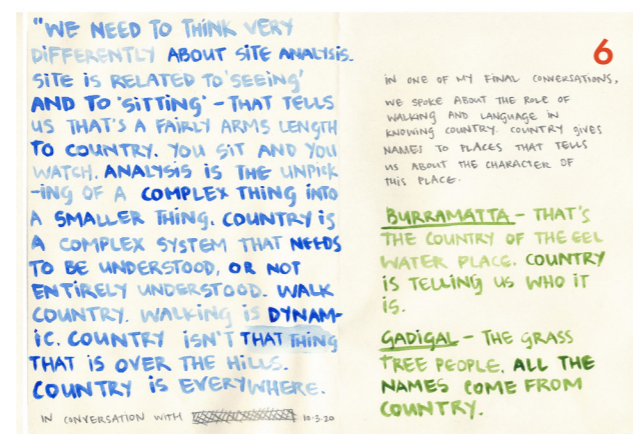 "WE NEED TO THINK VERY
DIFFERENTLY ABOUT SITE ANALYSIS.
SITE IS RELATED TO 'SEEING'
AND TO 'SITTING' - THAT TELLS
US THAT'S A FAIRLY ARMS LENGTH
TO COUNTRY. YOU SIT AND YOU
WATCH. ANALYSIS IS THE UNPICK
-ING OF A COMPLEX THING INTO
A SMALLER THING. COUNTRY IS
A COMPLEX SYSTEM THAT NEEDS
TO BE UNDERSTOOD, OR NOT
ENTIRELY UNDERSTOOD. WALK
COUNTRY. WALKING IS DYNAM-
IC. COUNTRY ISN'T THAT THING
THAT IS OVER THE HILLS.
COUNTRY IS EVERYWHERE.
IN CONVERSATION WITH 10.3.20
6
IN ONE OF MY FINAL CONVERSATIONS,
WE SPOKE ABOUT THE ROLE OF
WALKING AND LANGUAGE IN
KNOWING COUNTRY. COUNTRY GIVES
NAMES TO PLACES THAT TELLS
US ABOUT THE CHARACTER OF
THIS PLACE.
BURRAMATTA - THAT'S
THE COUNTRY OF THE EEL
WATER PLACE. COUNTRY
IS TELLING US WHO IT
IS.
GADIGAL - THE GRASS
TREE PEOPLE. ALL THE
NAMES COME FROM
COUNTRY.